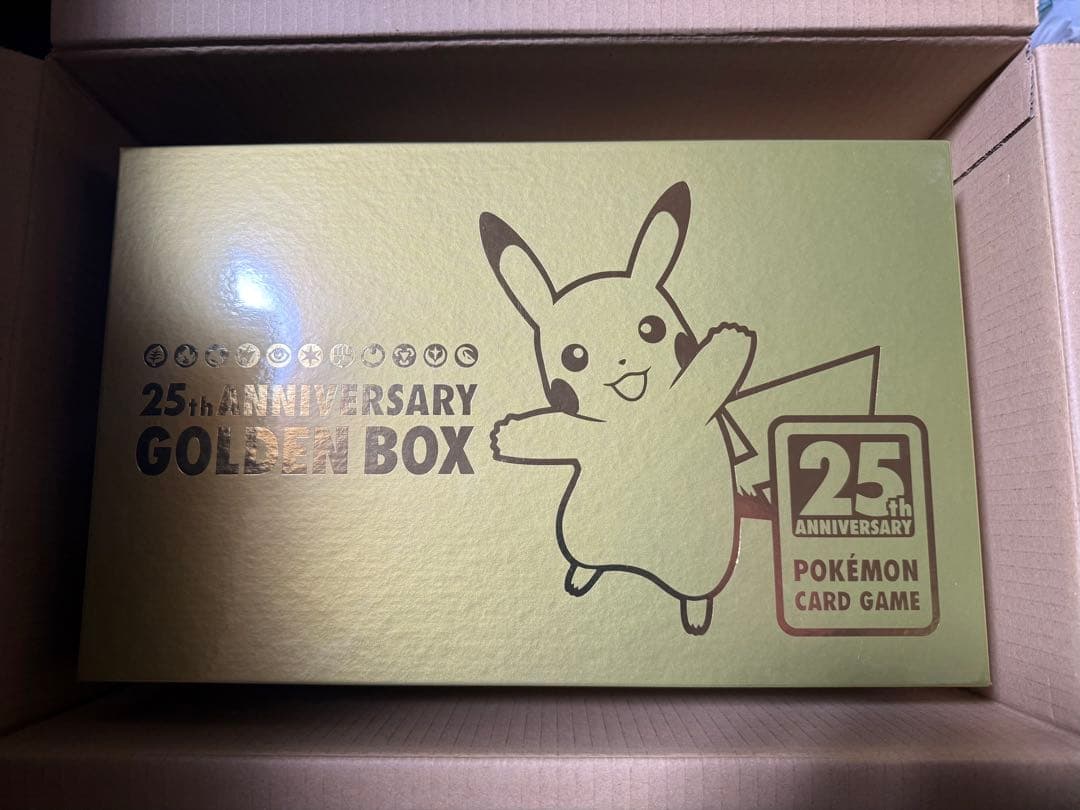 25th ANNIVERSARY
GOLDEN BOX
25th
ANNIVERSARY
POKÉMON
CARD GAME